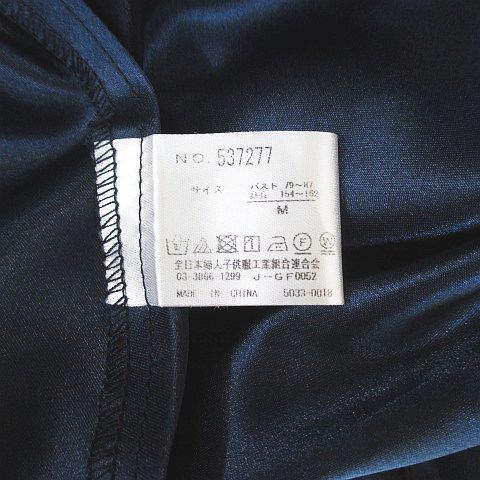 NO. 537277
サイズ バスト 79〜87
身長 154〜162
M
全日本婦人子供服工業組合連合会
03-3866-1299 J-GF0052
MADE IN CHINA 5033-0018